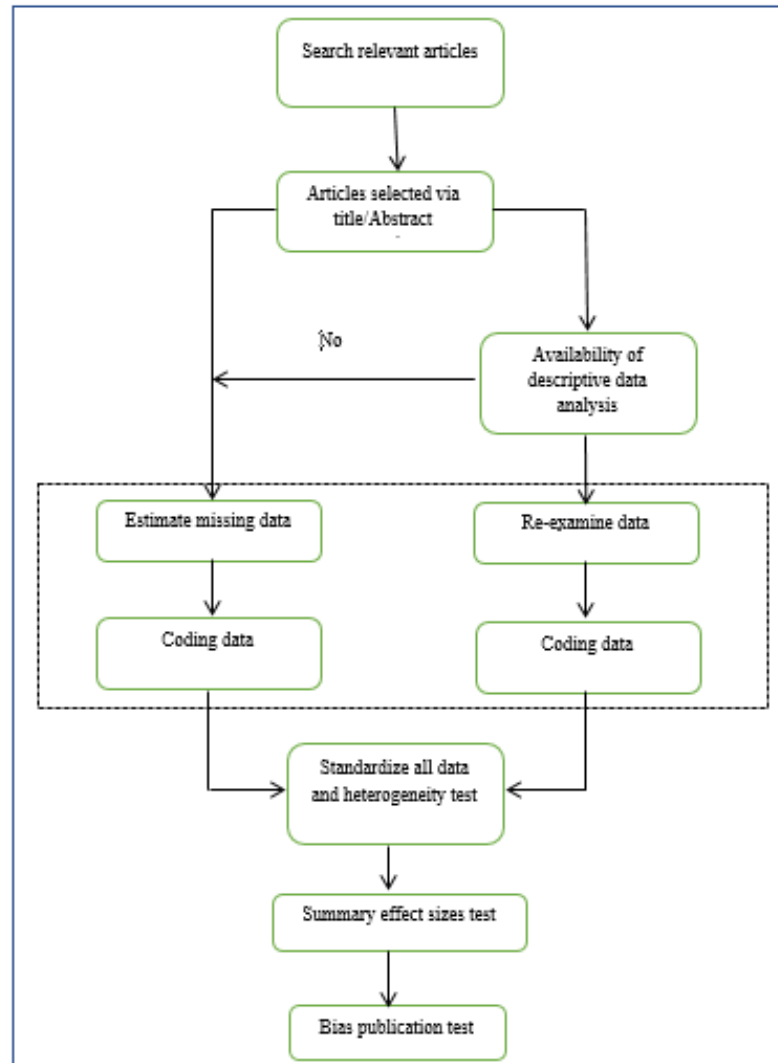 Search relevant articles
Articles selected via
title/Abstract
No
Availability of
descriptive data
analysis
Estimate missing data
Re-examine data
Coding data
Coding data
Standardize all data
and heterogeneity test
Summary effect sizes test
Bias publication test